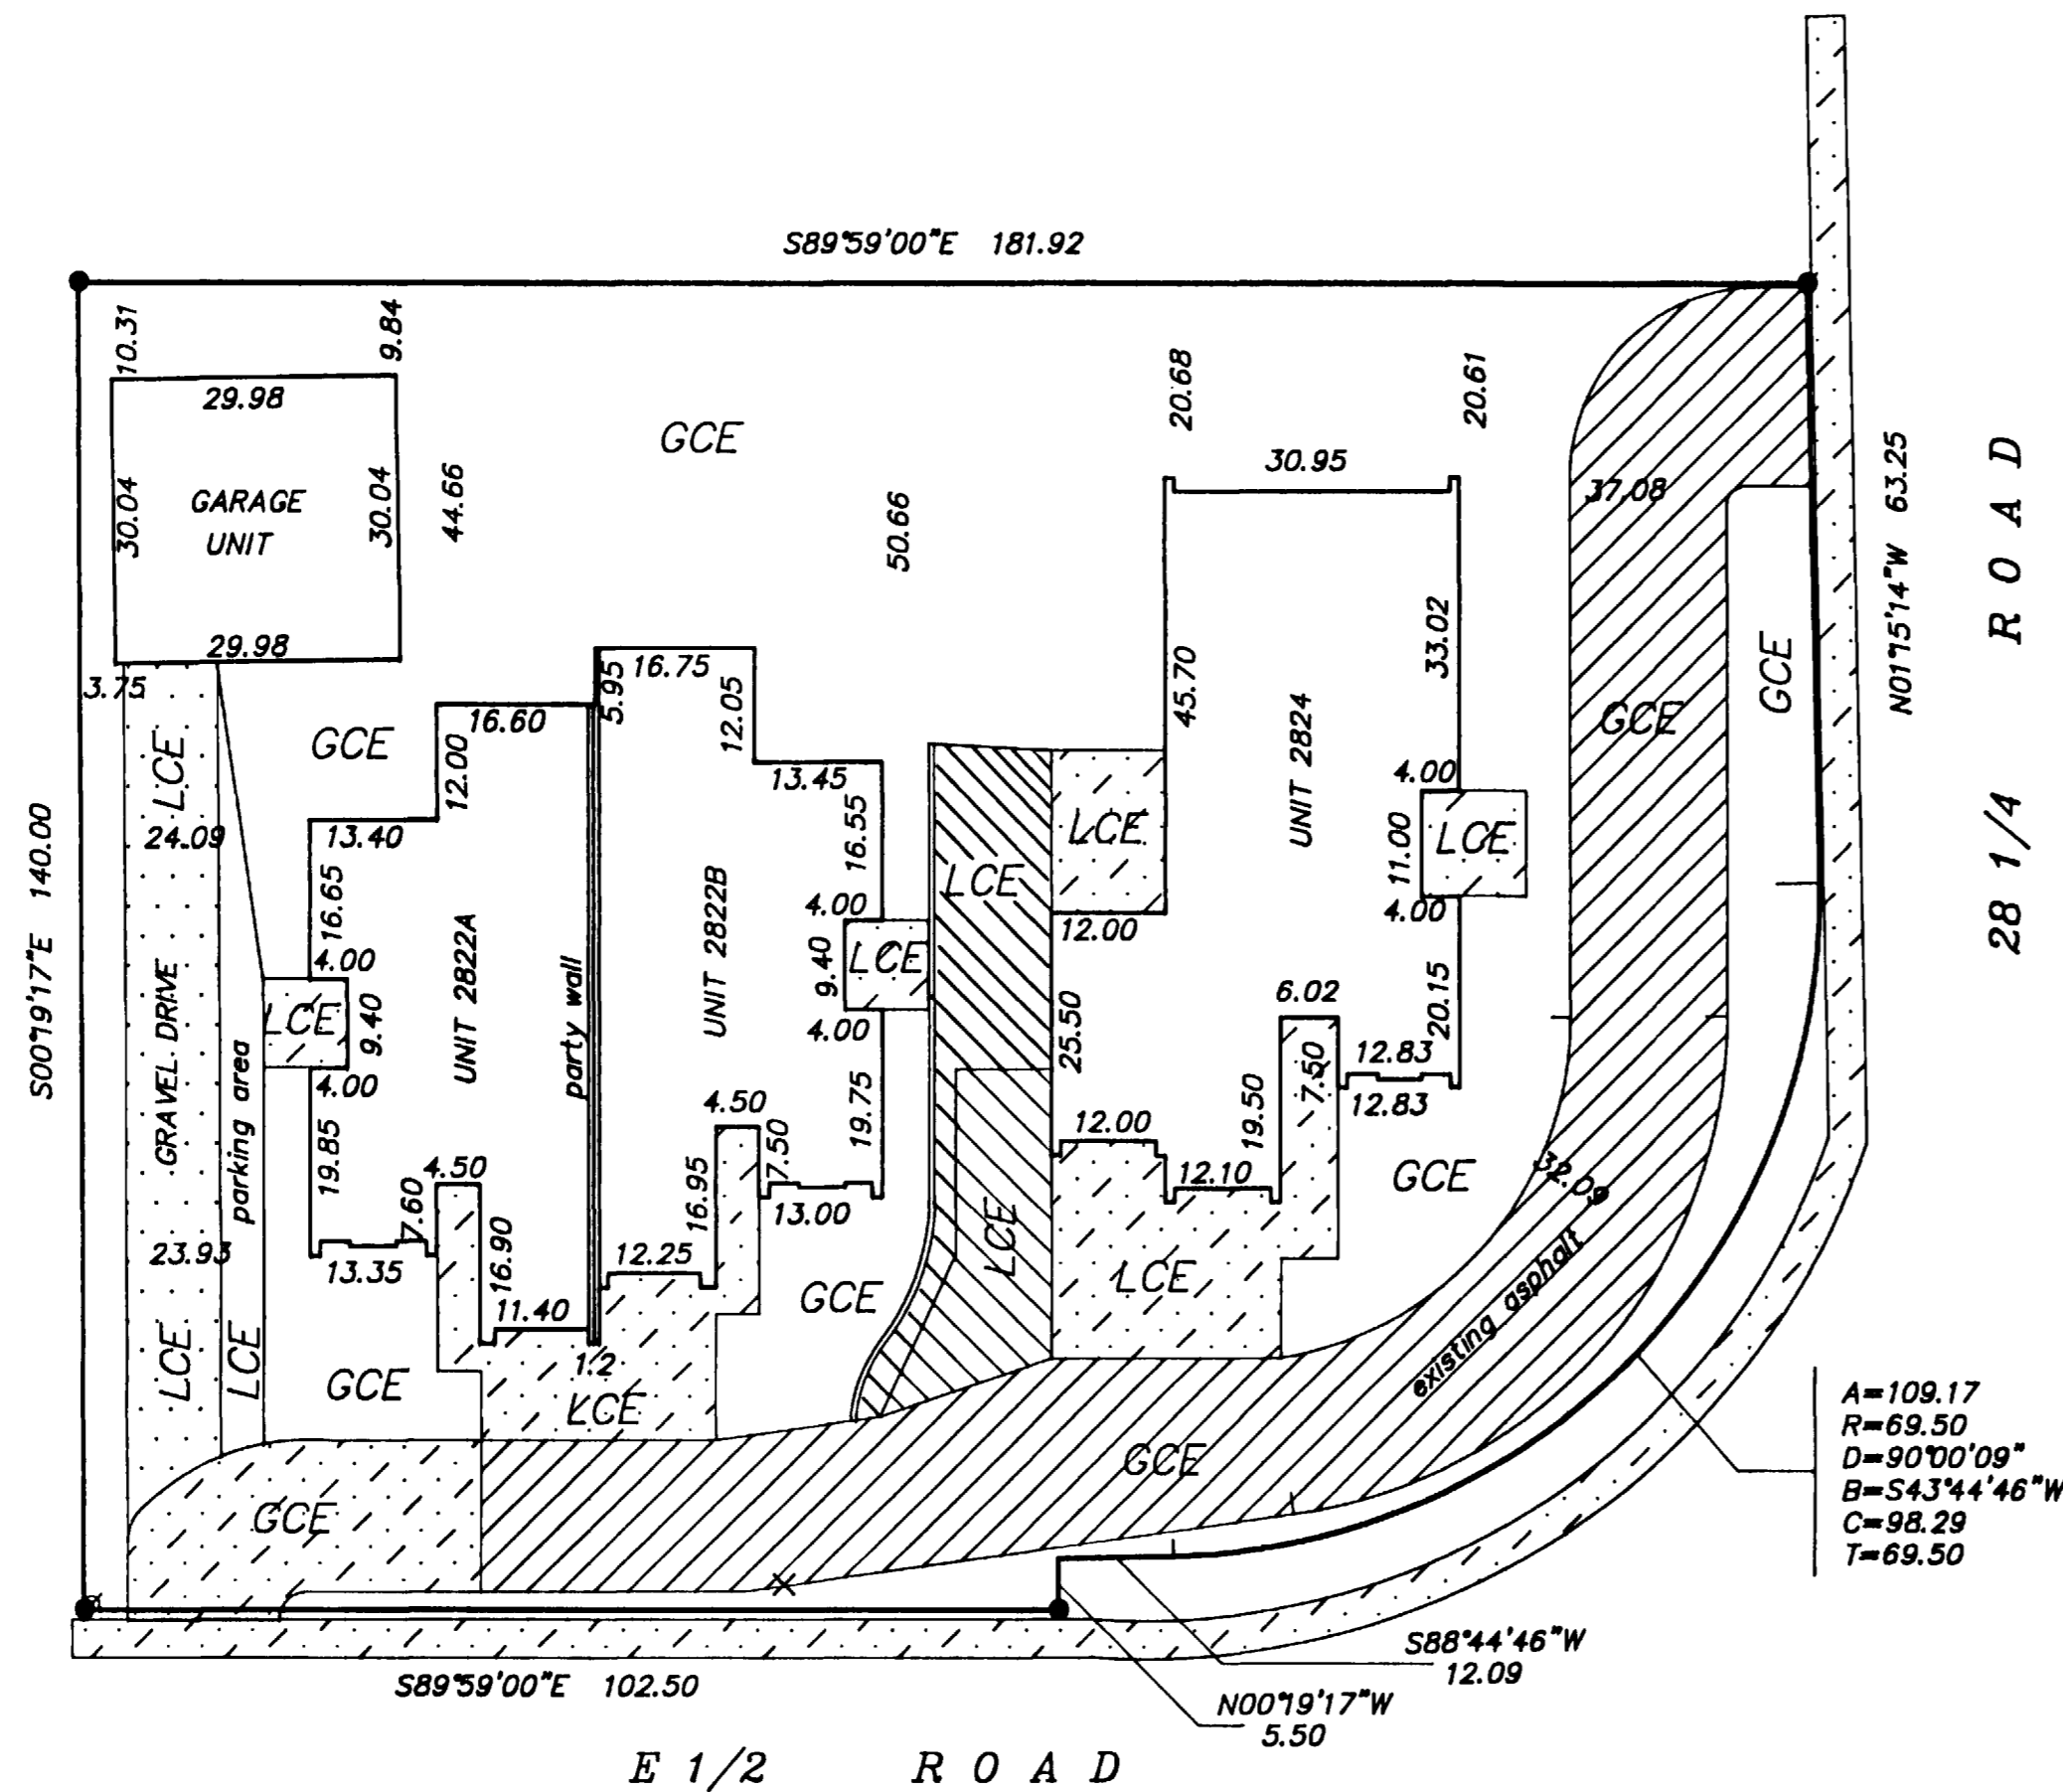 S89°59'00"E 181.92
10.31
9.84
29.98
GCE
20.68
20.61
30.95
30.04
GARAGE
UNIT
30.04
44.66
50.66
37.08
N01°15'14"W 63.25
28 1/4 ROAD
29.98
3.75
16.75
5.95
12.05
16.60
12.00
GCE
LCE
24.09
13.40
13.45
16.55
45.70
UNIT 2824
33.02
GCE
GCE
4.00
11.00
LCE
4.00
LCE
LCE
12.00
S00°19'17"E 140.00
GRAVEL DRIVE
parking area
16.65
4.00
LCE
9.40
4.00
UNIT 2822A
party wall
UNIT 2822B
4.00
9.40
LCE
4.00
25.50
6.02
7.50
20.15
12.83
12.83
19.85
4.50
7.60
13.35
16.90
11.40
1.2
4.50
7.50
19.75
16.95
13.00
12.25
12.00
19.50
12.10
GCE
32.09
existing asphalt
23.93
LCE
LCE
GCE
LCE
GCE
LCE
LCE
GCE
GCE
A=109.17
R=69.50
D=90°00'09"
B=S43°44'46"W
C=98.29
T=69.50
S88°44'46"W
12.09
N00°19'17"W
5.50
S89°59'00"E 102.50
E 1/2 ROAD